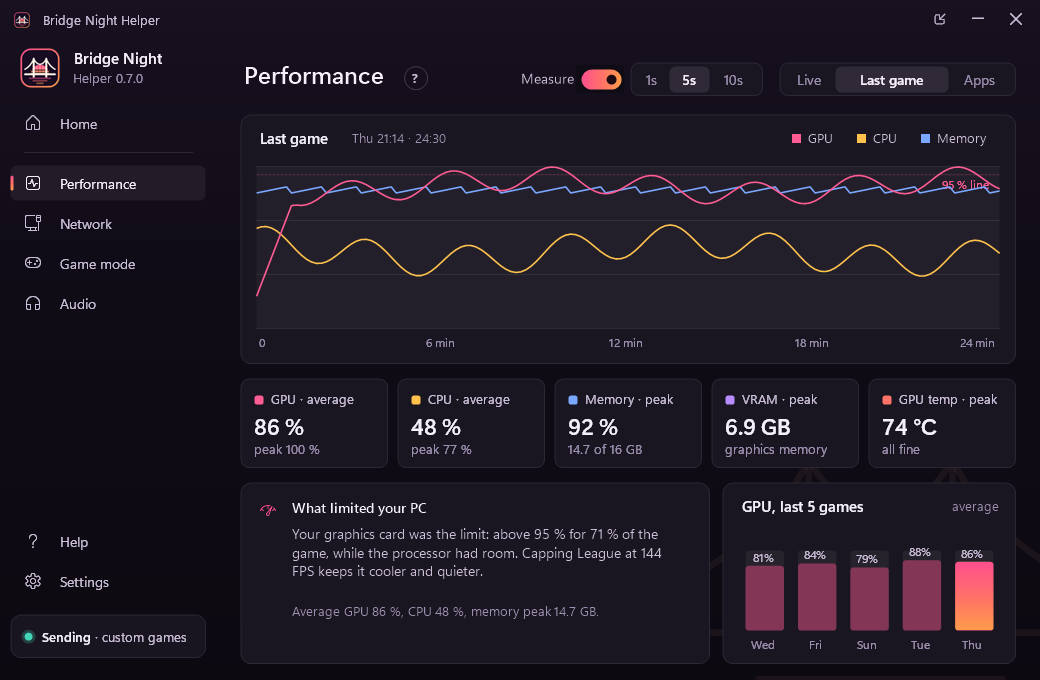 Bridge Night Helper
Bridge Night
Helper 0.7.0
Home
Performance
Network
Game mode
Audio
? Help
Settings
Sending · custom games
Performance ?
Measure 1s 5s 10s Live Last game Apps
Last game Thu 21:14 · 24:30 GPU CPU Memory
95 % line
0 6 min 12 min 18 min 24 min
GPU · average
86 %
peak 100 %
CPU · average
48 %
peak 77 %
Memory · peak
92 %
14.7 of 16 GB
VRAM · peak
6.9 GB
graphics memory
GPU temp · peak
74 °C
all fine
What limited your PC
Your graphics card was the limit: above 95 % for 71 % of the
game, while the processor had room. Capping League at 144
FPS keeps it cooler and quieter.
Average GPU 86 %, CPU 48 %, memory peak 14.7 GB.
GPU, last 5 games average
81% 84% 79% 88% 86%
Wed Fri Sun Tue Thu